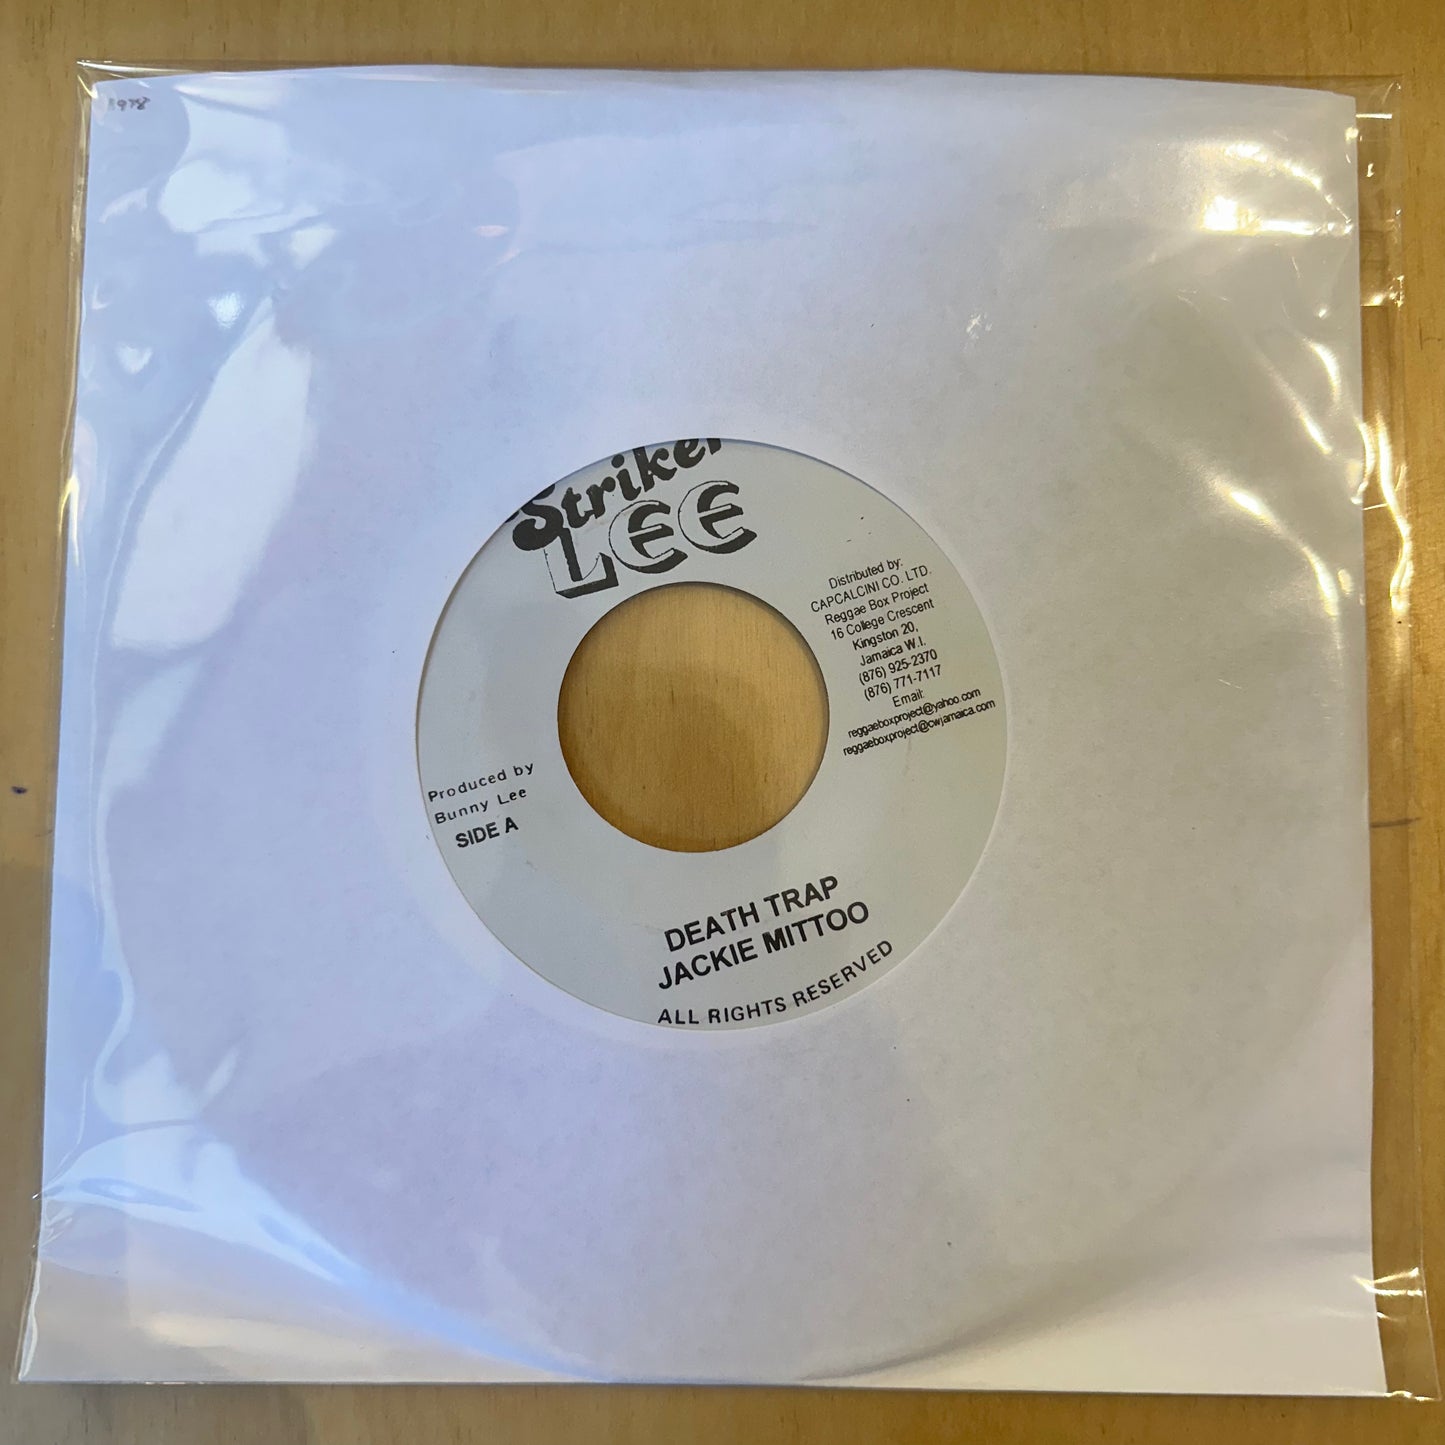 1978
Striker
LEE
Distributed by:
CAPCALCINI CO. LTD.
Reggae Box Project
16 College Crescent
Kingston 20,
Jamaica W.I.
(876) 925-2370
(876) 771-7117
Email:
reggaeboxproject@yahoo.com
reggaeboxproject@cwjamaica.com
Produced by
Bunny Lee
SIDE A
DEATH TRAP
JACKIE MITTOO
ALL RIGHTS RESERVED